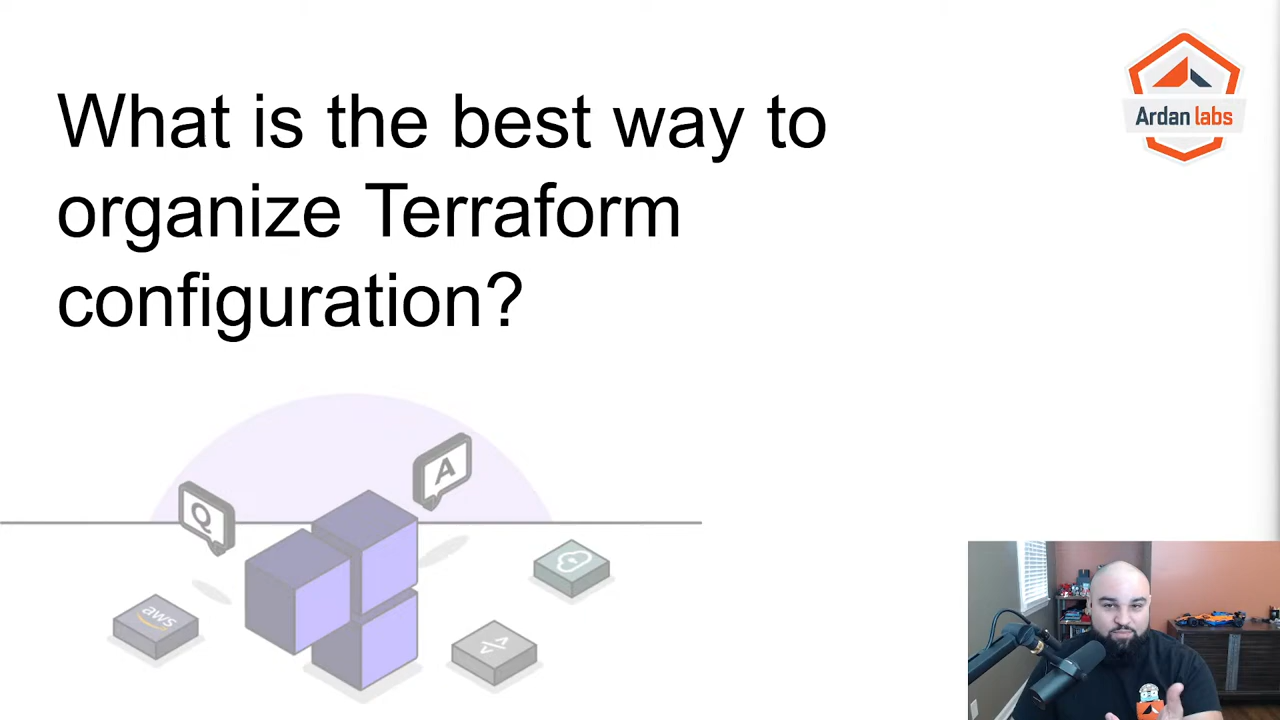 What is the best way to
organize Terraform
configuration?
Ardan labs
Q
A
aws